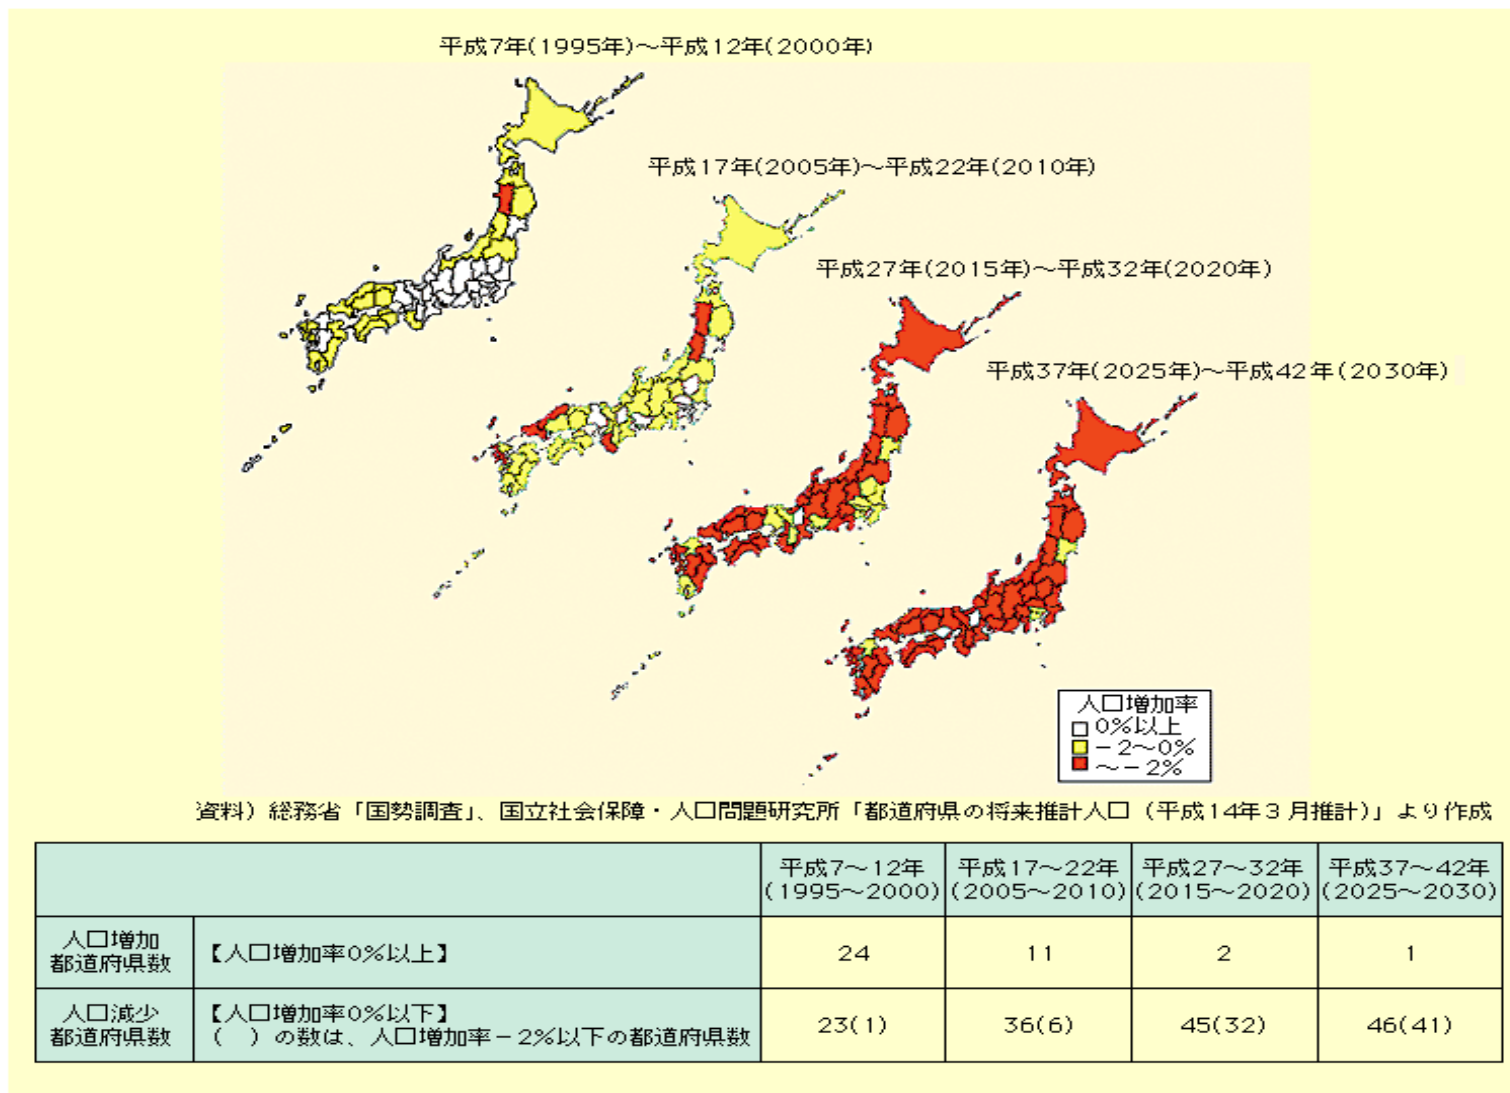 平成7年(1995年)～平成12年(2000年)
平成17年(2005年)～平成22年(2010年)
平成27年(2015年)～平成32年(2020年)
平成37年(2025年)～平成42年(2030年)
人口増加率
0%以上
－2～0%
～－2%
資料）総務省「国勢調査」、国立社会保障・人口問題研究所「都道府県の将来推計人口（平成14年3月推計）」より作成
平成7～12年 平成17～22年 平成27～32年 平成37～42年
(1995～2000) (2005～2010) (2015～2020) (2025～2030)
人口増加
都道府県数 【人口増加率0%以上】 24 11 2 1
人口減少 【人口増加率0%以下】
都道府県数 （　）の数は、人口増加率－2%以下の都道府県数 23(1) 36(6) 45(32) 46(41)